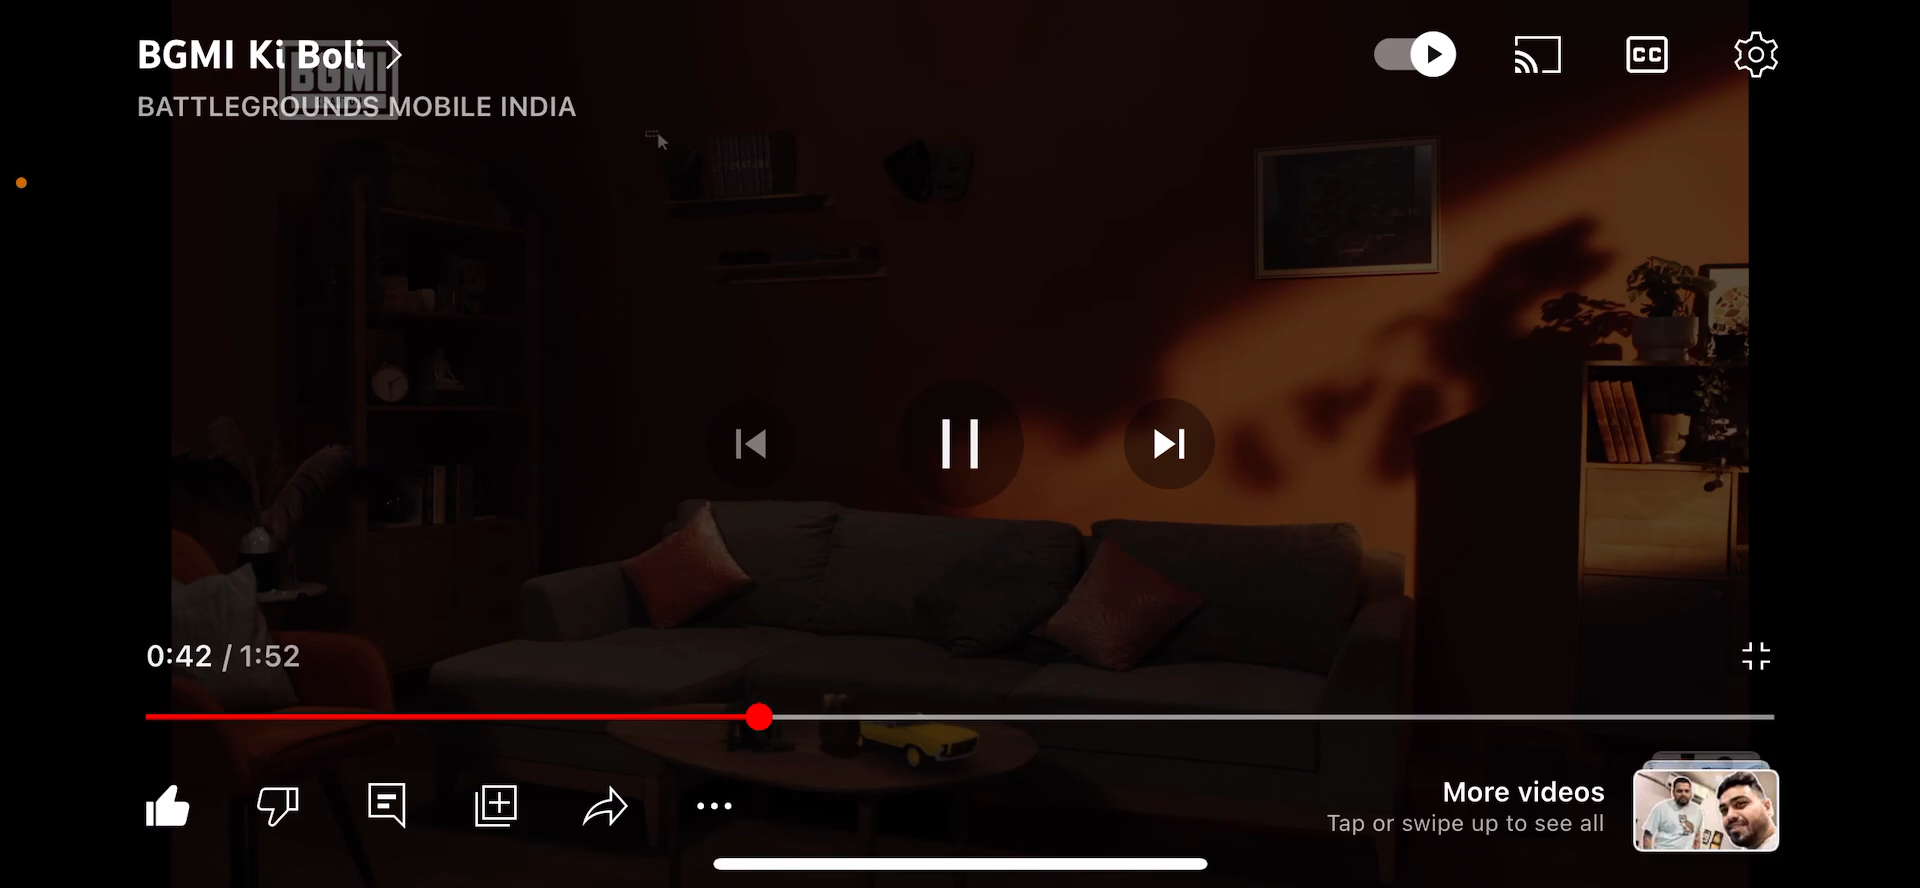 BGMI Ki Boli
BGMI
BATTLEGROUNDS MOBILE INDIA
CC
0:42 / 1:52
More videos
Tap or swipe up to see all